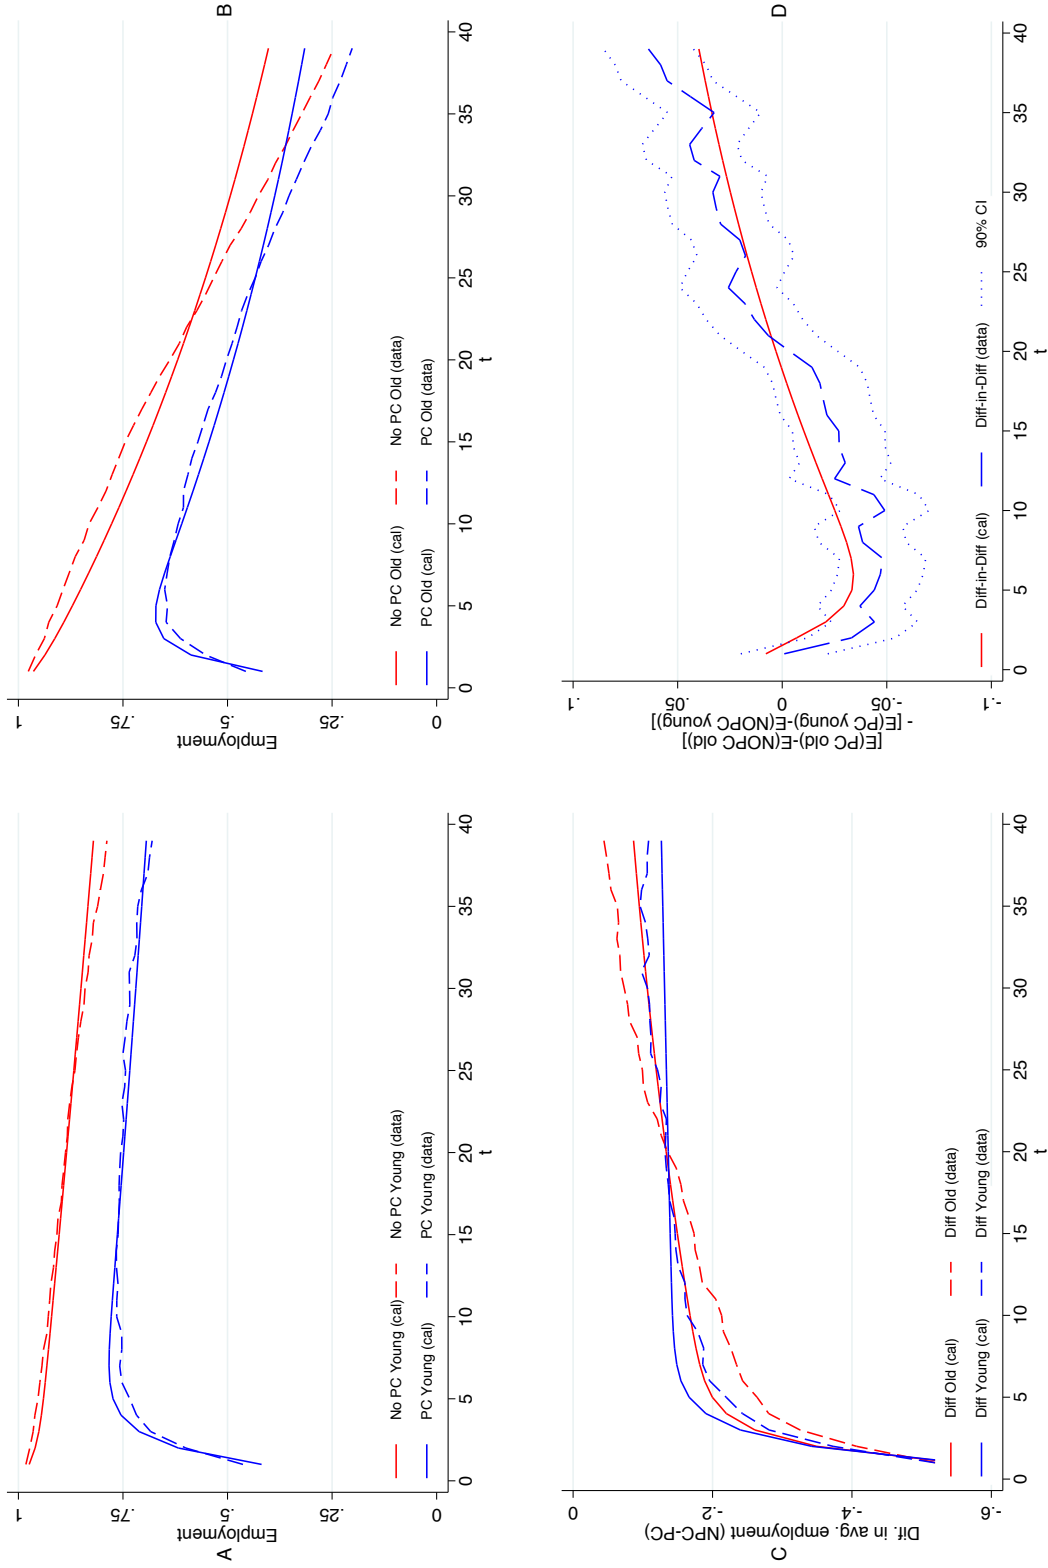 A
Employment
1
.75
.5
.25
0
0 5 10 15 20 25 30 35 40
t
No PC Young (cal) No PC Young (data)
PC Young (cal) PC Young (data)
B
Employment
1
.75
.5
.25
0
0 5 10 15 20 25 30 35 40
t
No PC Old (cal) No PC Old (data)
PC Old (cal) PC Old (data)
C
Dif. in avg. employment (NPC-PC)
0
-.2
-.4
-.6
0 5 10 15 20 25 30 35 40
t
Diff Old (cal) Diff Old (data)
Diff Young (cal) Diff Young (data)
D
[E(PC old)-E(NOPC old)]
- [E(PC young)-E(NOPC young)]
.1
.05
0
-.05
-.1
0 5 10 15 20 25 30 35 40
t
Diff-in-Diff (cal) Diff-in-Diff (data) 90% CI